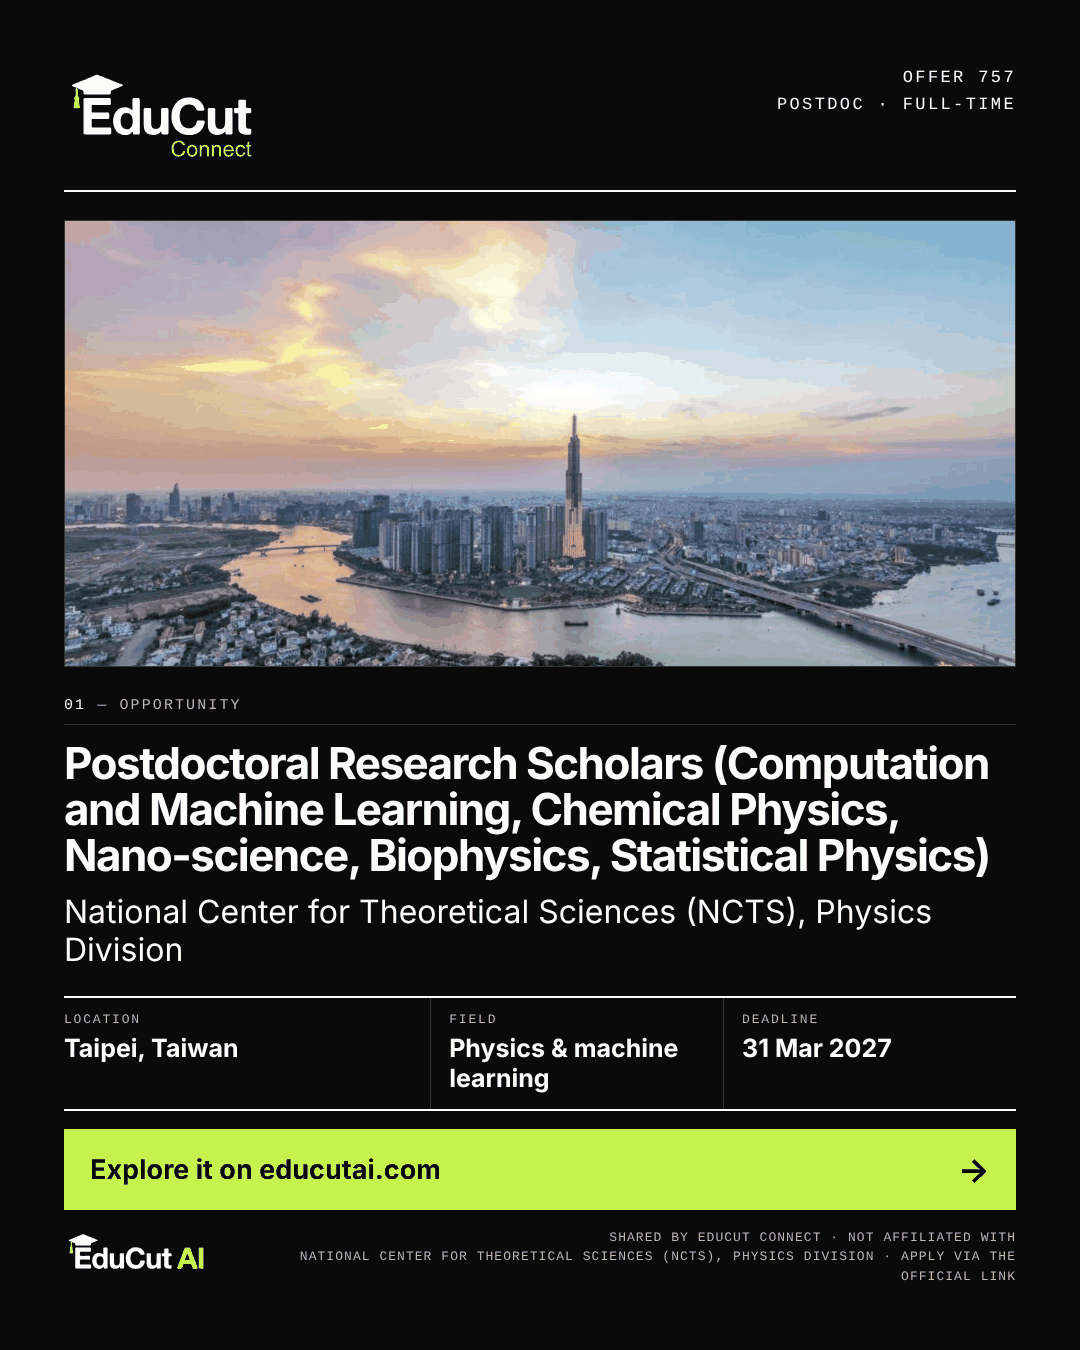 EduCut
Connect
OFFER 757
POSTDOC · FULL-TIME
01 — OPPORTUNITY
Postdoctoral Research Scholars (Computation
and Machine Learning, Chemical Physics,
Nano-science, Biophysics, Statistical Physics)
National Center for Theoretical Sciences (NCTS), Physics
Division
LOCATION
Taipei, Taiwan
FIELD
Physics & machine
learning
DEADLINE
31 Mar 2027
Explore it on educutai.com →
EduCut AI
SHARED BY EDUCUT CONNECT · NOT AFFILIATED WITH
NATIONAL CENTER FOR THEORETICAL SCIENCES (NCTS), PHYSICS DIVISION · APPLY VIA THE
OFFICIAL LINK